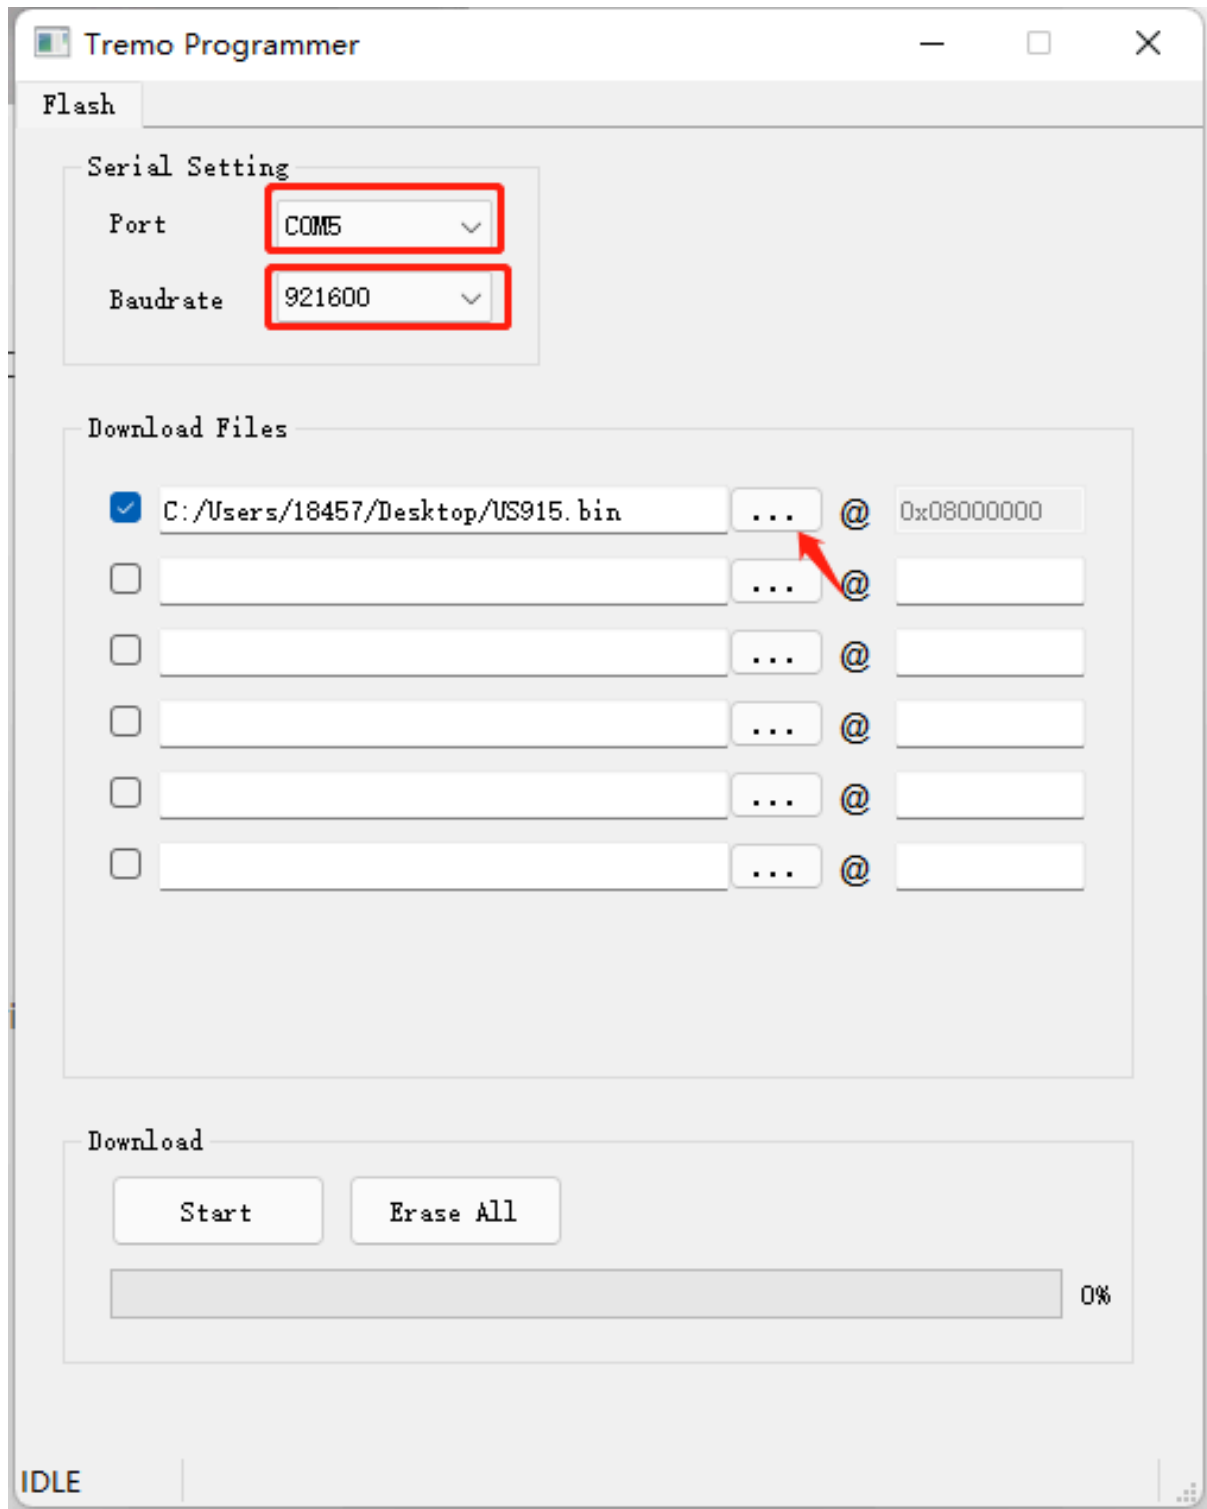 Tremo Programmer
Flash
Serial Setting
Port COM5
Baudrate 921600
Download Files
C:/Users/18457/Desktop/US915.bin ... @ 0x08000000
... @
... @
... @
... @
... @
Download
Start Erase All
0%
IDLE